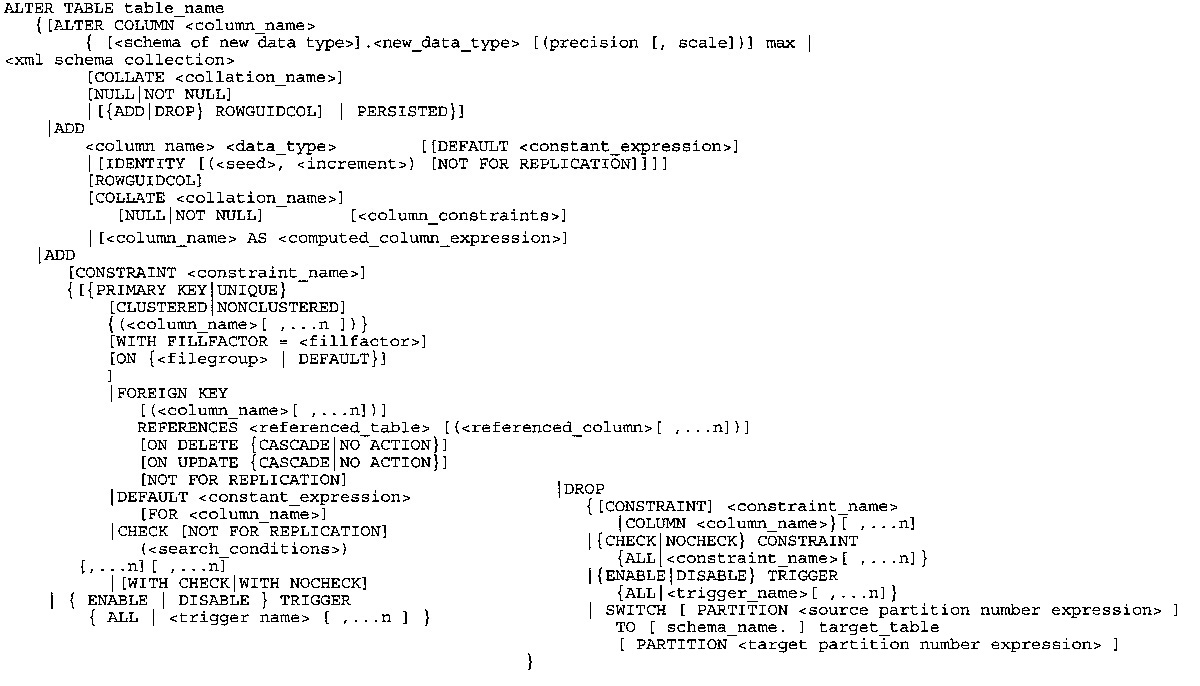 ALTER TABLE table_name
{[ALTER COLUMN <column_name>
{ [<schema of new data type>].<new_data_type> [(precision [, scale])] max |
<xml schema collection>
[COLLATE <collation_name>]
[NULL|NOT NULL]
|[{ADD|DROP} ROWGUIDCOL] | PERSISTED}]
|ADD
<column name> <data_type> [[DEFAULT <constant_expression>]
|[IDENTITY [(<seed>, <increment>) [NOT FOR REPLICATION]]]]
[ROWGUIDCOL]
[COLLATE <collation_name>]
[NULL|NOT NULL] [<column_constraints>]
|[<column_name> AS <computed_column_expression>]
|ADD
[CONSTRAINT <constraint_name>]
{[{PRIMARY KEY|UNIQUE}
[CLUSTERED|NONCLUSTERED]
{(<column_name>[ ,...n ])}
[WITH FILLFACTOR = <fillfactor>]
[ON {<filegroup> | DEFAULT}]
]
|FOREIGN KEY
[(<column_name>[ ,...n])]
REFERENCES <referenced_table> [(<referenced_column>[ ,...n])]
[ON DELETE {CASCADE|NO ACTION}]
[ON UPDATE {CASCADE|NO ACTION}]
[NOT FOR REPLICATION]
|DEFAULT <constant_expression>
[FOR <column_name>]
|CHECK [NOT FOR REPLICATION]
(<search_conditions>)
[,...n][ ,...n]
|[WITH CHECK|WITH NOCHECK]
| { ENABLE | DISABLE } TRIGGER
{ ALL | <trigger name> [ ,...n ] }
|DROP
{[CONSTRAINT] <constraint_name>
|COLUMN <column_name>}[ ,...n]
|{CHECK|NOCHECK} CONSTRAINT
{ALL|<constraint_name>[ ,...n]}
|{ENABLE|DISABLE} TRIGGER
{ALL|<trigger_name>[ ,...n]}
| SWITCH [ PARTITION <source partition number expression> ]
TO [ schema_name. ] target_table
[ PARTITION <target partition number expression> ]
}